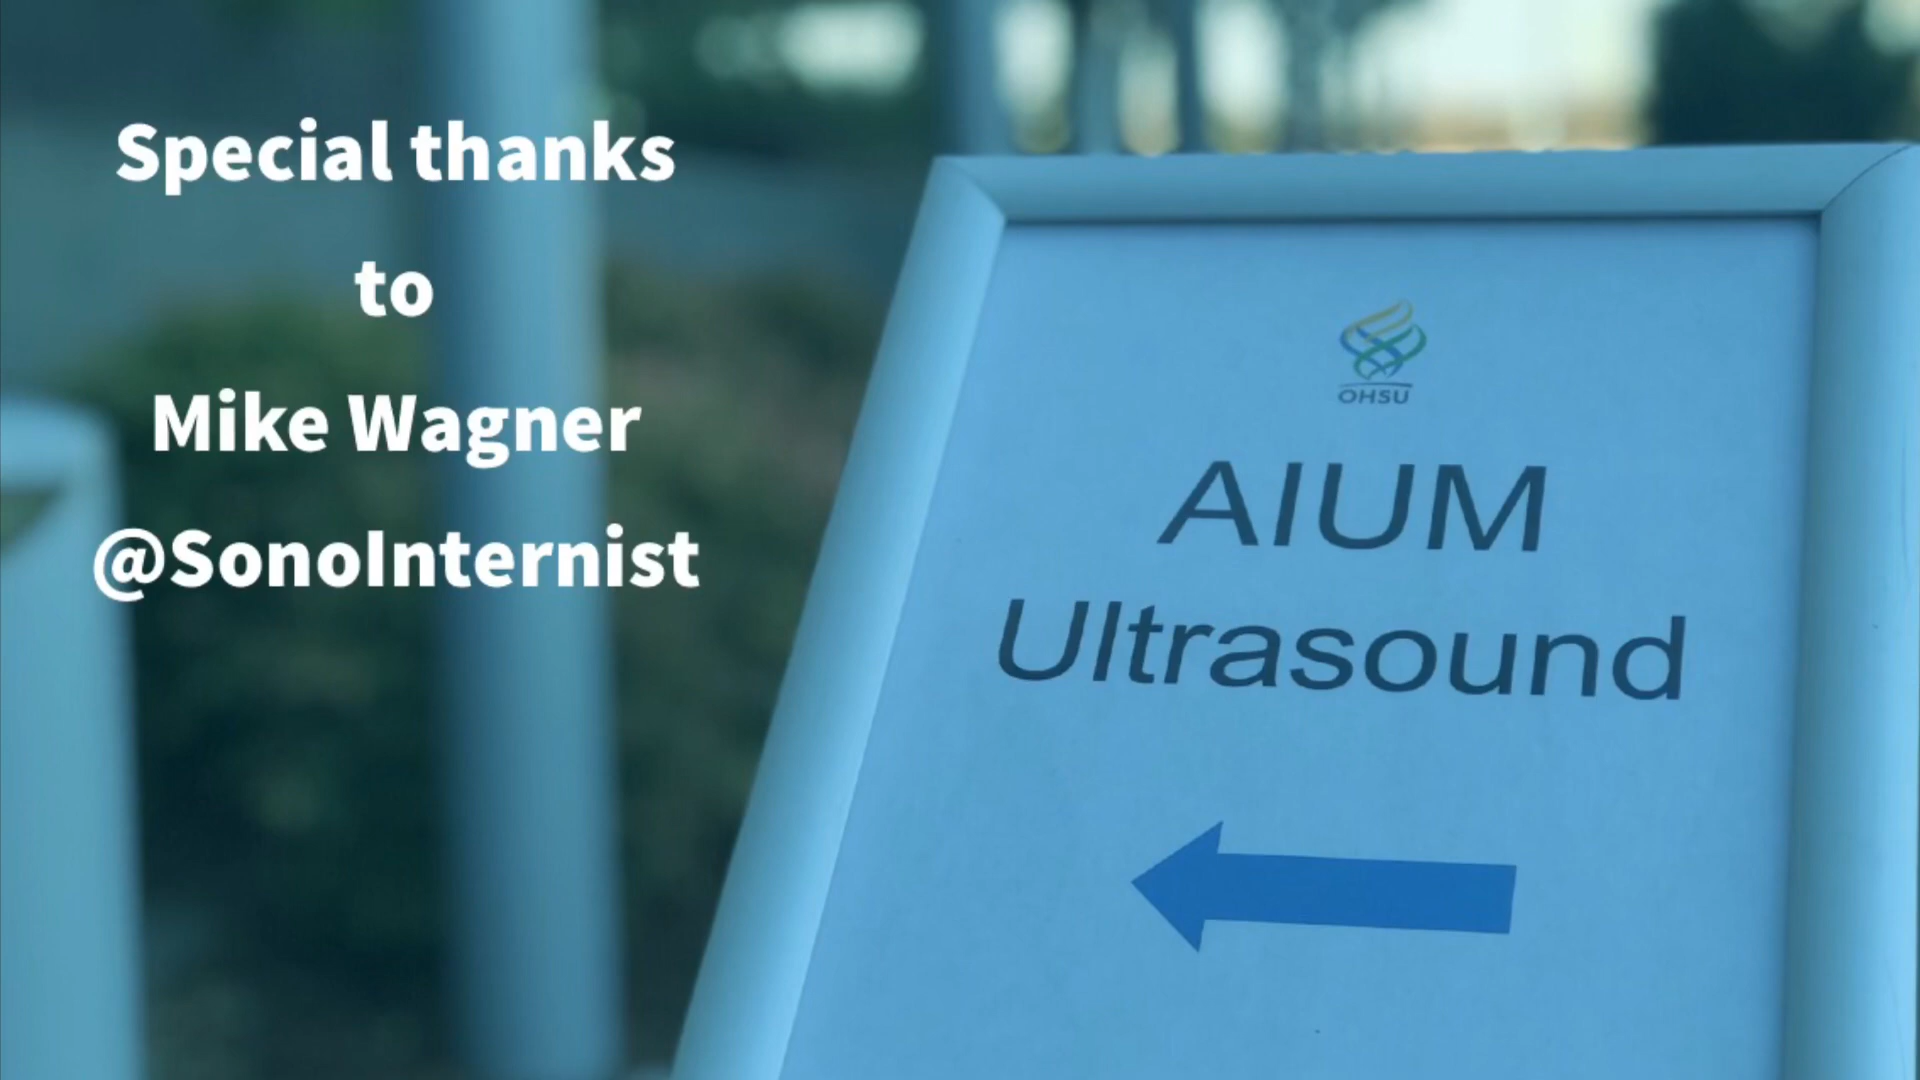 Special thanks
to
Mike Wagner
@SonoInternist
OHSU
AIUM
Ultrasound